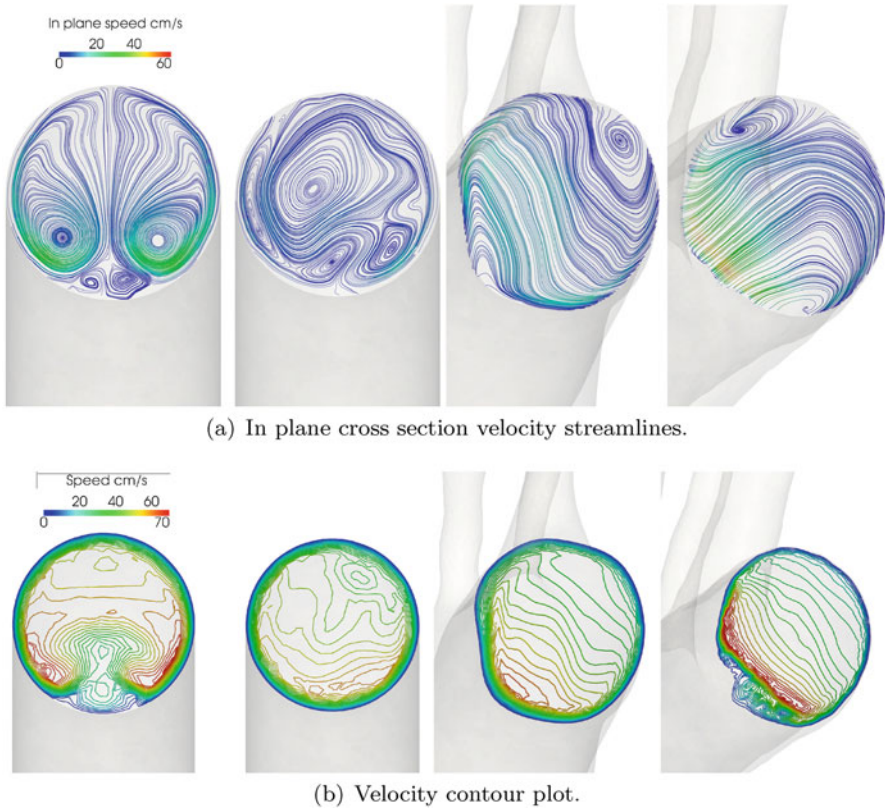 In plane speed cm/s
20 40
0 60
(a) In plane cross section velocity streamlines.
Speed cm/s
20 40 60
0 70
(b) Velocity contour plot.